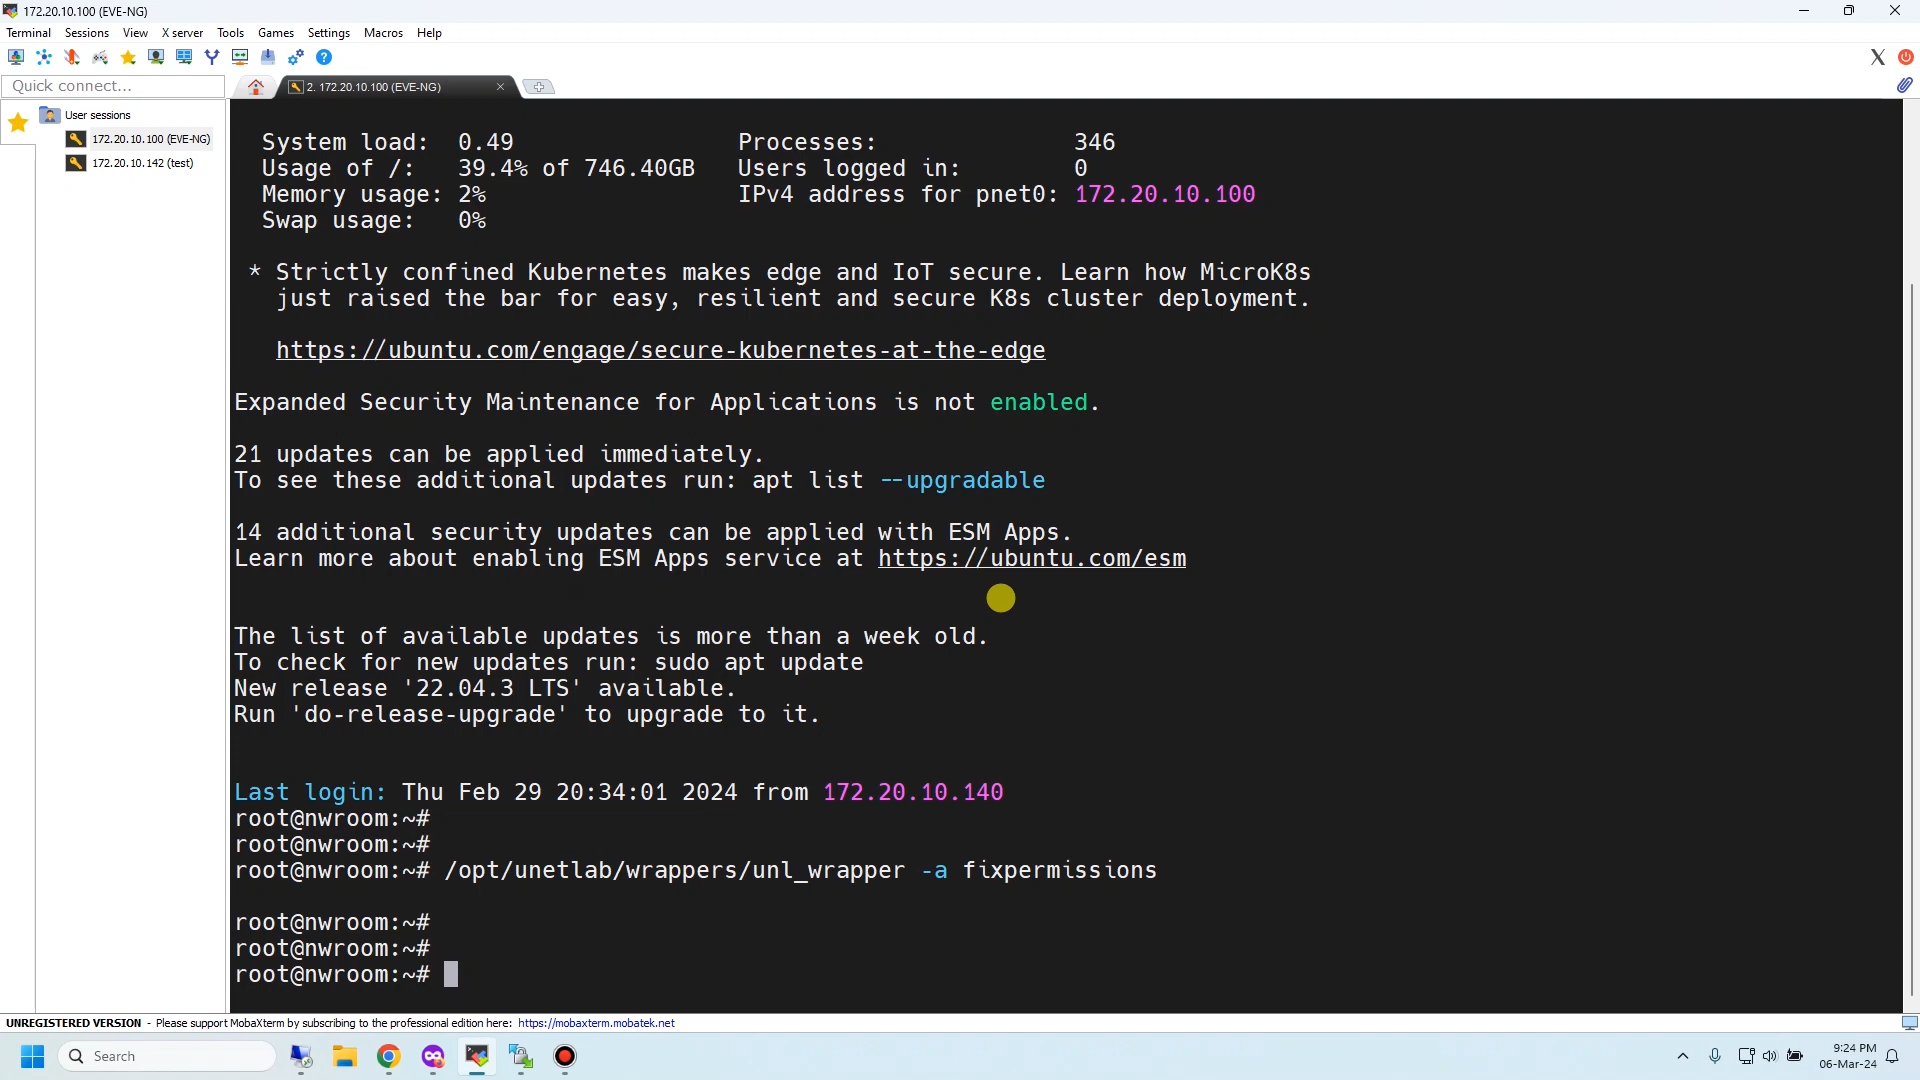 172.20.10.100 (EVE-NG)
Terminal Sessions View X server Tools Games Settings Macros Help
Quick connect...
2. 172.20.10.100 (EVE-NG)
User sessions
172.20.10.100 (EVE-NG)
172.20.10.142 (test)
System load: 0.49 Processes: 346
Usage of /: 39.4% of 746.40GB Users logged in: 0
Memory usage: 2% IPv4 address for pnet0: 172.20.10.100
Swap usage: 0%
* Strictly confined Kubernetes makes edge and IoT secure. Learn how MicroK8s
just raised the bar for easy, resilient and secure K8s cluster deployment.
https://ubuntu.com/engage/secure-kubernetes-at-the-edge
Expanded Security Maintenance for Applications is not enabled.
21 updates can be applied immediately.
To see these additional updates run: apt list --upgradable
14 additional security updates can be applied with ESM Apps.
Learn more about enabling ESM Apps service at https://ubuntu.com/esm
The list of available updates is more than a week old.
To check for new updates run: sudo apt update
New release '22.04.3 LTS' available.
Run 'do-release-upgrade' to upgrade to it.
Last login: Thu Feb 29 20:34:01 2024 from 172.20.10.140
root@nwroom:~#
root@nwroom:~#
root@nwroom:~# /opt/unetlab/wrappers/unl_wrapper -a fixpermissions
root@nwroom:~#
root@nwroom:~#
root@nwroom:~#
UNREGISTERED VERSION - Please support MobaXterm by subscribing to the professional edition here: https://mobaxterm.mobatek.net
Search
9:24 PM
06-Mar-24